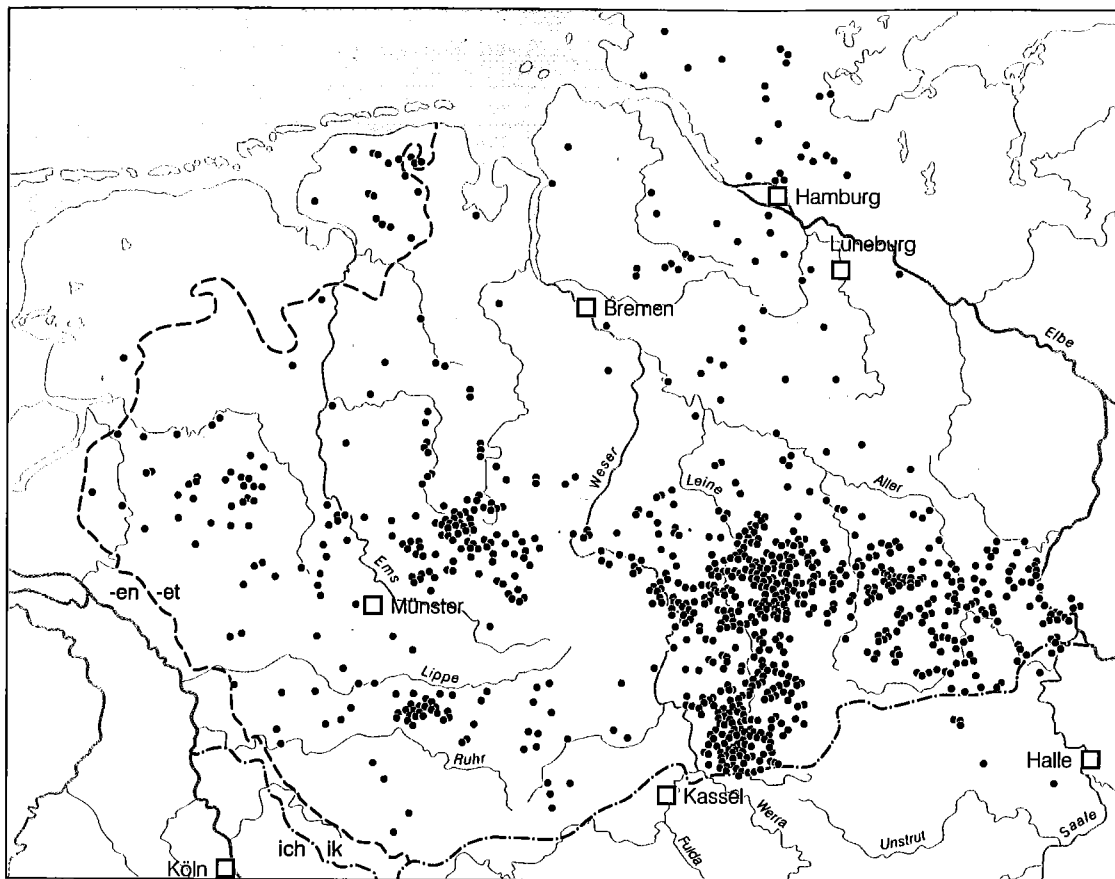 Hamburg
Lüneburg
Bremen
Elbe
Weser
Leine
Aller
Ems
-en -et
Münster
Lippe
Ruhr
Halle
Kassel
Werra
Unstrut
Saale
ich ik
Fulda
Köln